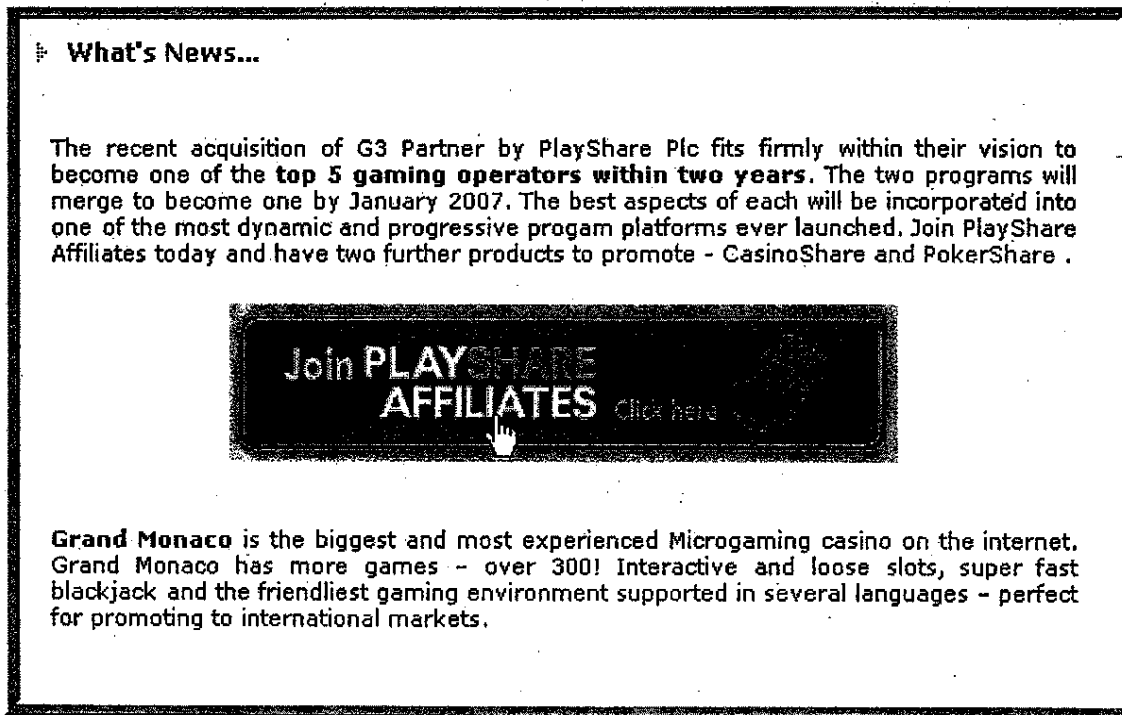 What's News...
The recent acquisition of G3 Partner by PlayShare Plc fits firmly within their vision to
become one of the top 5 gaming operators within two years. The two programs will
merge to become one by January 2007. The best aspects of each will be incorporated into
one of the most dynamic and progressive progam platforms ever launched. Join PlayShare
Affiliates today and have two further products to promote - CasinoShare and PokerShare .
Join PLAYSHARE
AFFILIATES Click here
Grand Monaco is the biggest and most experienced Microgaming casino on the internet.
Grand Monaco has more games – over 300! Interactive and loose slots, super fast
blackjack and the friendliest gaming environment supported in several languages – perfect
for promoting to international markets.